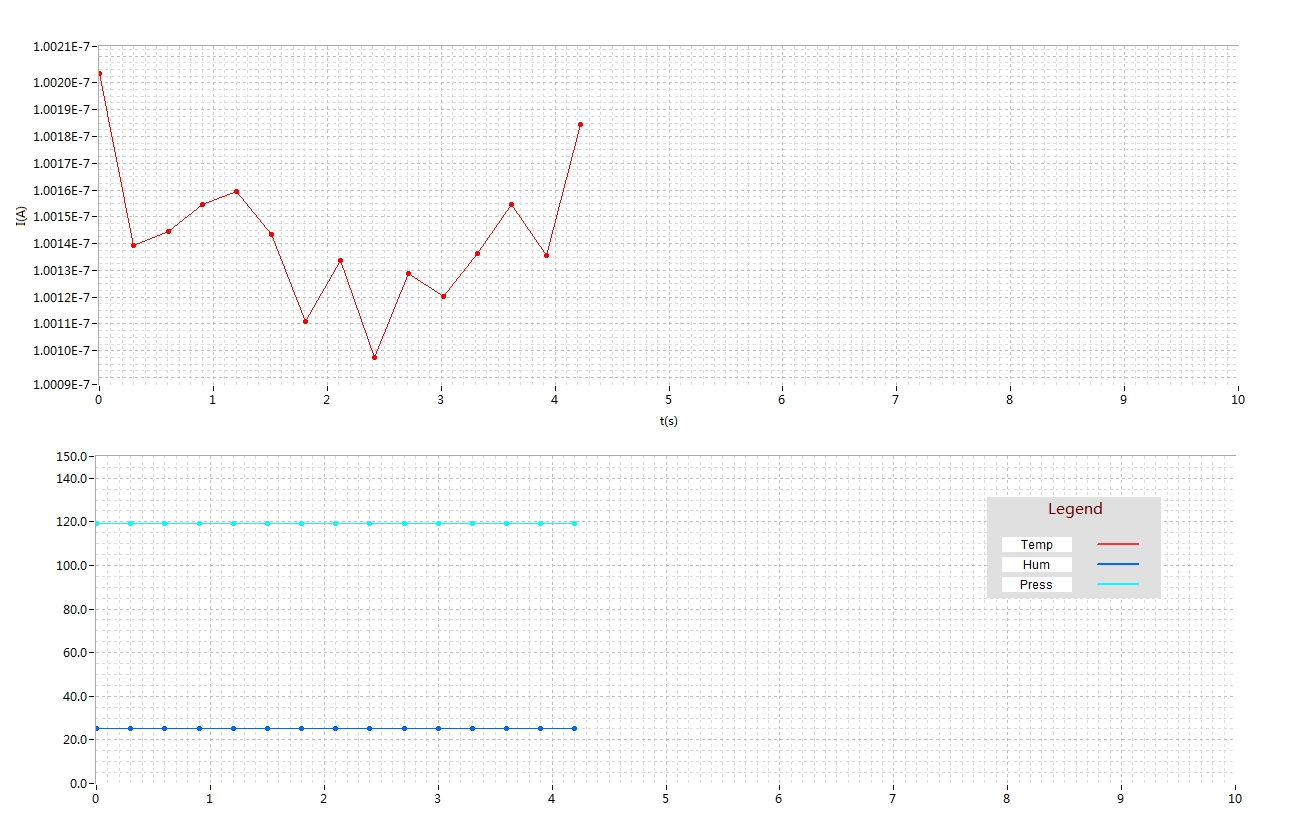 1.0021E-7
1.0020E-7
1.0019E-7
1.0018E-7
1.0017E-7
1.0016E-7
1.0015E-7
1.0014E-7
1.0013E-7
1.0012E-7
1.0011E-7
1.0010E-7
1.0009E-7
I(A)
0 1 2 3 4 5 6 7 8 9 10
t(s)
150.0
140.0
120.0
100.0
80.0
60.0
40.0
20.0
0.0
0 1 2 3 4 5 6 7 8 9 10
Legend
Temp
Hum
Press